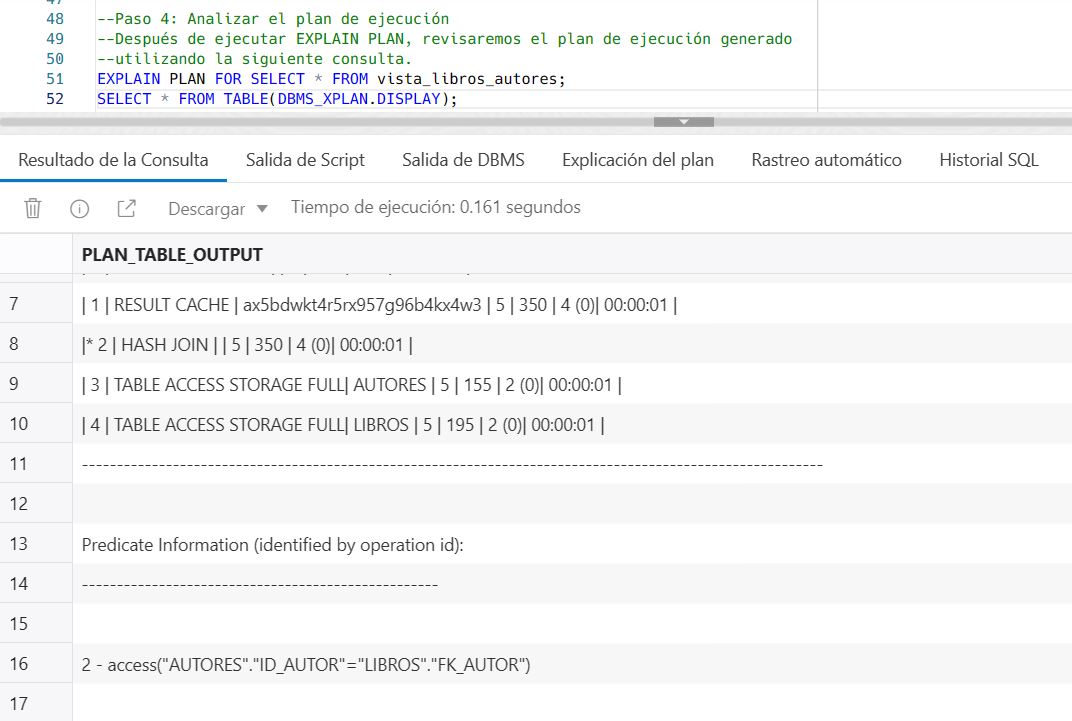 48 --Paso 4: Analizar el plan de ejecución
49 --Después de ejecutar EXPLAIN PLAN, revisaremos el plan de ejecución generado
50 --utilizando la siguiente consulta.
51 EXPLAIN PLAN FOR SELECT * FROM vista_libros_autores;
52 SELECT * FROM TABLE(DBMS_XPLAN.DISPLAY);
Resultado de la Consulta Salida de Script Salida de DBMS Explicación del plan Rastreo automático Historial SQL
Descargar Tiempo de ejecución: 0.161 segundos
PLAN_TABLE_OUTPUT
7 | 1 | RESULT CACHE | ax5bdwkt4r5rx957g96b4kx4w3 | 5 | 350 | 4 (0)| 00:00:01 |
8 |* 2 | HASH JOIN | | 5 | 350 | 4 (0)| 00:00:01 |
9 | 3 | TABLE ACCESS STORAGE FULL| AUTORES | 5 | 155 | 2 (0)| 00:00:01 |
10 | 4 | TABLE ACCESS STORAGE FULL| LIBROS | 5 | 195 | 2 (0)| 00:00:01 |
11 ----------------------------------------------------------------------------------------------------------
12
13 Predicate Information (identified by operation id):
14 ---------------------------------------------------
15
16 2 - access("AUTORES"."ID_AUTOR"="LIBROS"."FK_AUTOR")
17